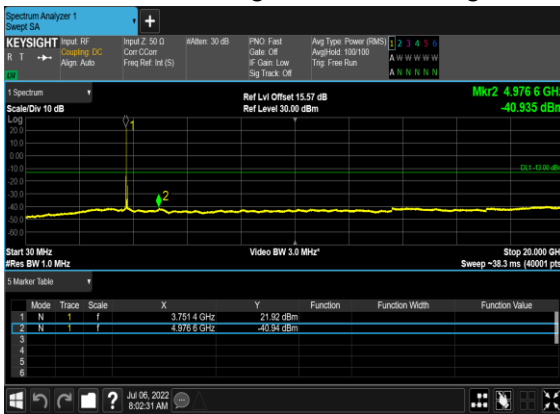 Spectrum Analyzer 1
Swept SA
+
KEYSIGHT Input: RF Input Z: 50 Ω #Atten: 30 dB PNO: Fast Avg Type: Power (RMS) 1 2 3 4 5 6
R T Coupling: DC Corr CCorr Gate: Off Avg|Hold: 100/100 A W W W W W
Align: Auto Freq Ref: Int (S) IF Gain: Low Trig: Free Run
Sig Track: Off A N N N N N
1 Spectrum Ref Lvl Offset 15.57 dB Mkr2 4.976 6 GHz
Scale/Div 10 dB Ref Level 30.00 dBm -40.935 dBm
Log
20.0
10.0
0.00
-10.0
-20.0
-30.0
-40.0
-50.0
-60.0
1
2
DL1 -13.00 dBm
Start 30 MHz Video BW 3.0 MHz* Stop 20.000 GH
#Res BW 1.0 MHz Sweep ~38.3 ms (40001 pts
5 Marker Table
Mode Trace Scale X Y Function Function Width Function Value
1 N 1 f 3.751 4 GHz 21.92 dBm
2 N 1 f 4.976 6 GHz -40.94 dBm
3
4
5
6
? Jul 06, 2022
8:02:31 AM